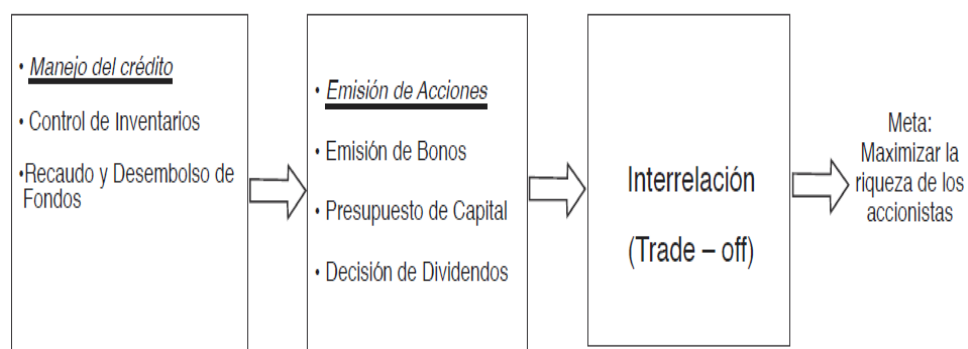 • Manejo del crédito
• Control de Inventarios
•Recaudo y Desembolso de
Fondos
• Emisión de Acciones
• Emisión de Bonos
• Presupuesto de Capital
• Decisión de Dividendos
Interrelación
(Trade – off)
Meta:
Maximizar la
riqueza de los
accionistas